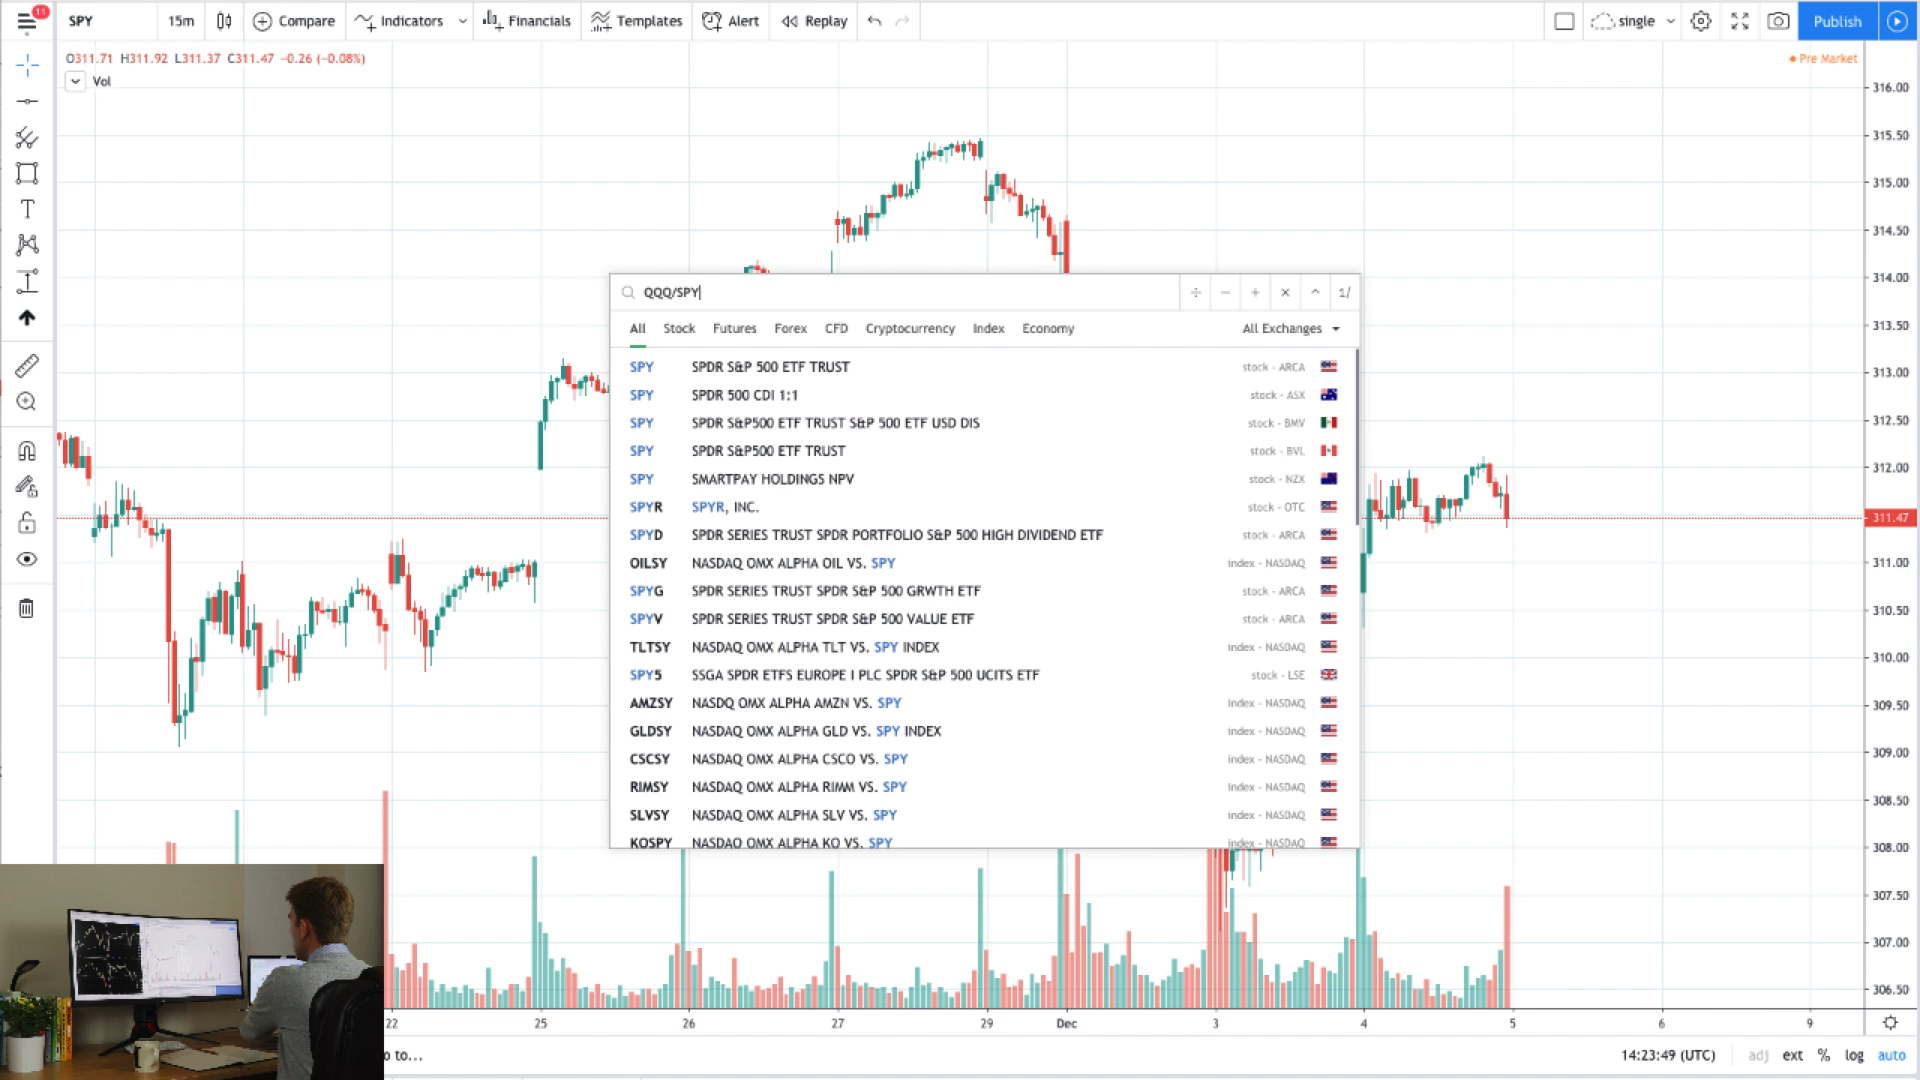 11
SPY
15m
Compare
Indicators
Financials
Templates
Alert
Replay
single
Publish
O311.71 H311.92 L311.37 C311.47 −0.26 (−0.08%)
Pre Market
Vol
316.00
315.50
315.00
314.50
314.00
313.50
313.00
312.50
312.00
311.47
311.00
310.50
310.00
309.50
309.00
308.50
308.00
307.50
307.00
306.50
QQQ/SPY
÷ − + × ^ 1/
All Stock Futures Forex CFD Cryptocurrency Index Economy All Exchanges
SPY SPDR S&P 500 ETF TRUST stock - ARCA
SPY SPDR 500 CDI 1:1 stock - ASX
SPY SPDR S&P500 ETF TRUST S&P 500 ETF USD DIS stock - BMV
SPY SPDR S&P500 ETF TRUST stock - BVL
SPY SMARTPAY HOLDINGS NPV stock - NZX
SPYR SPYR, INC. stock - OTC
SPYD SPDR SERIES TRUST SPDR PORTFOLIO S&P 500 HIGH DIVIDEND ETF stock - ARCA
OILSY NASDAQ OMX ALPHA OIL VS. SPY index - NASDAQ
SPYG SPDR SERIES TRUST SPDR S&P 500 GRWTH ETF stock - ARCA
SPYV SPDR SERIES TRUST SPDR S&P 500 VALUE ETF stock - ARCA
TLTSY NASDAQ OMX ALPHA TLT VS. SPY INDEX index - NASDAQ
SPY5 SSGA SPDR ETFS EUROPE I PLC SPDR S&P 500 UCITS ETF stock - LSE
AMZSY NASDQ OMX ALPHA AMZN VS. SPY index - NASDAQ
GLDSY NASDAQ OMX ALPHA GLD VS. SPY INDEX index - NASDAQ
CSCSY NASDAQ OMX ALPHA CSCO VS. SPY index - NASDAQ
RIMSY NASDAQ OMX ALPHA RIMM VS. SPY index - NASDAQ
SLVSY NASDAQ OMX ALPHA SLV VS. SPY index - NASDAQ
KOSPY NASDAQ OMX ALPHA KO VS. SPY index - NASDAQ
22 25 26 27 29 Dec 3 4 5 6 9
o to...
14:23:49 (UTC) adj ext % log auto